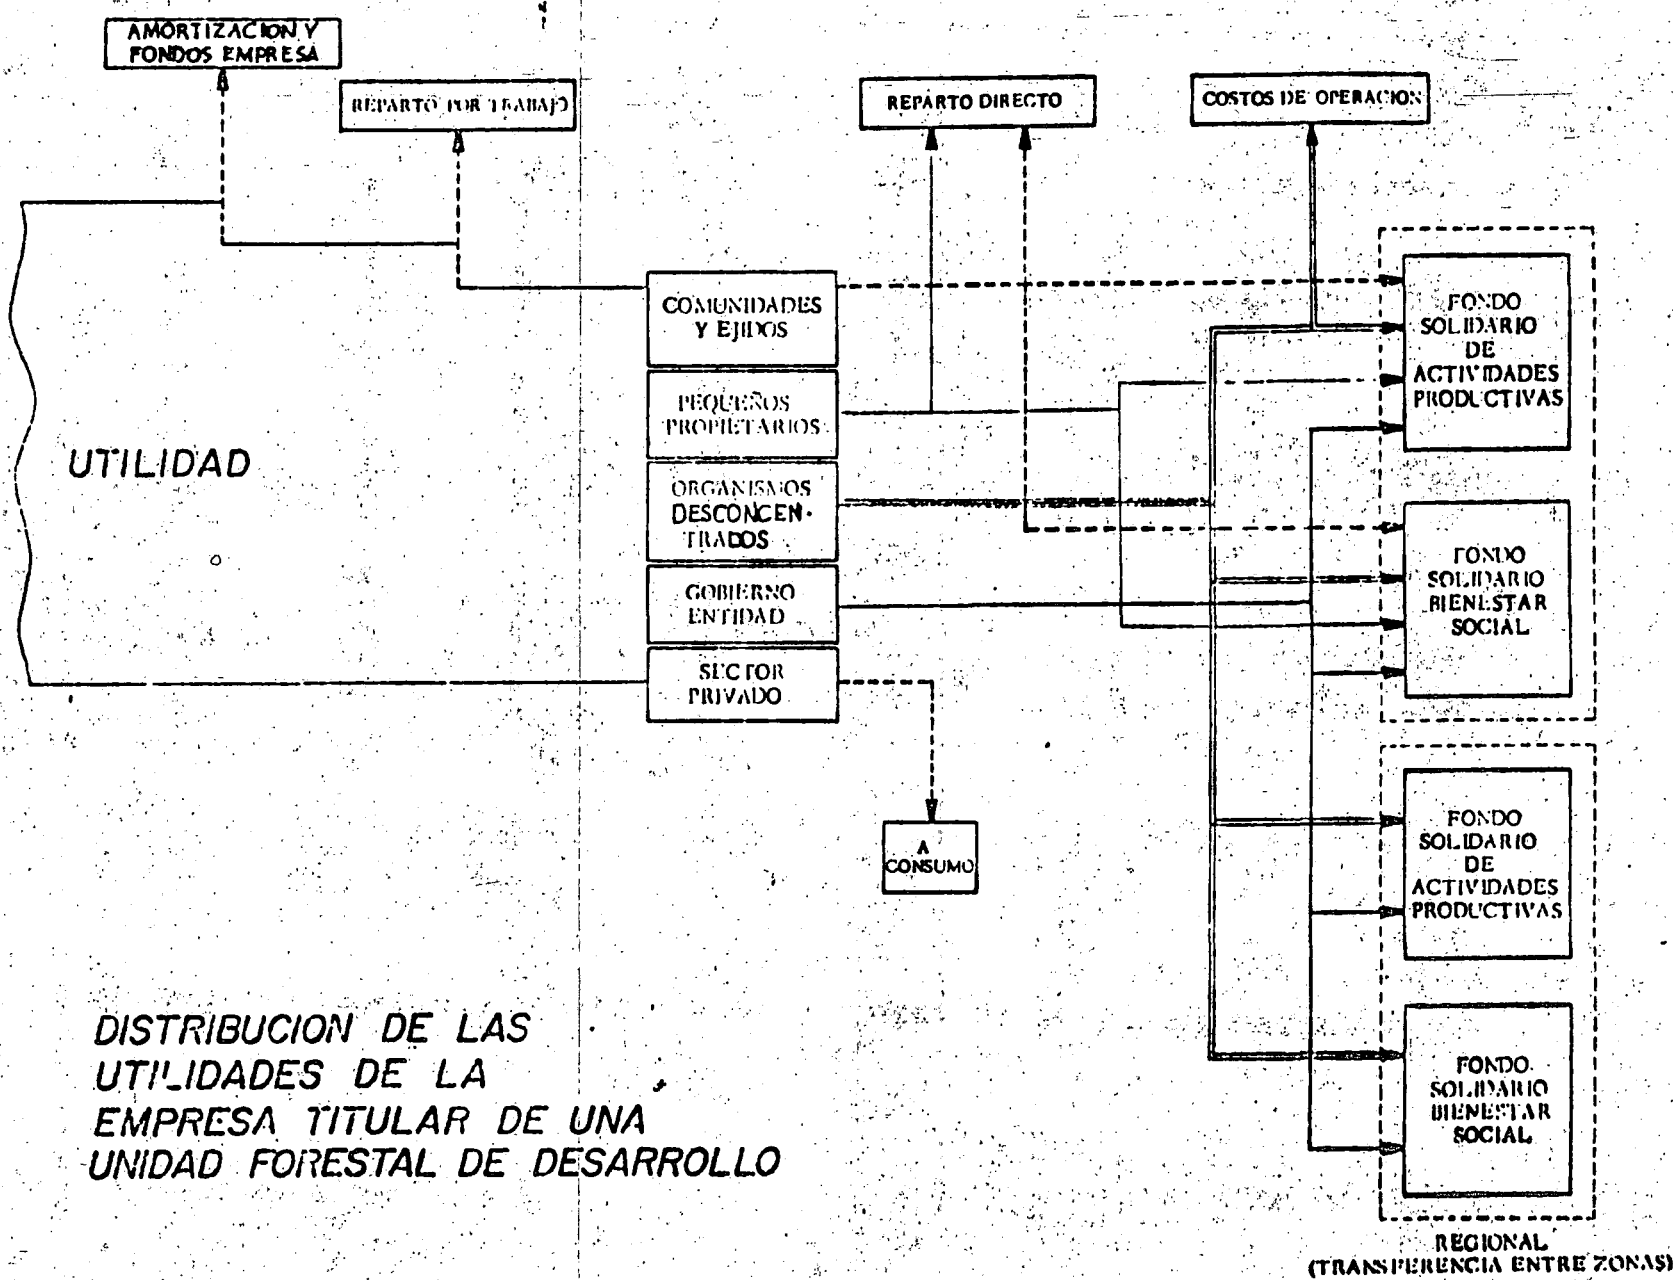 AMORTIZACION Y
FONDOS EMPRESA
REPARTO POR TRABAJO
REPARTO DIRECTO
COSTOS DE OPERACION
COMUNIDADES
Y EJIDOS
PEQUEÑOS
PROPIETARIOS
ORGANISMOS
DESCONCEN-
TRADOS
GOBIERNO
ENTIDAD
SECTOR
PRIVADO
UTILIDAD
A
CONSUMO
FONDO
SOLIDARIO
DE
ACTIVIDADES
PRODUCTIVAS
FONDO
SOLIDARIO
BIENESTAR
SOCIAL
FONDO
SOLIDARIO
DE
ACTIVIDADES
PRODUCTIVAS
FONDO
SOLIDARIO
BIENESTAR
SOCIAL
REGIONAL
(TRANSFERENCIA ENTRE ZONAS)
DISTRIBUCION DE LAS
UTILIDADES DE LA
EMPRESA TITULAR DE UNA
UNIDAD FORESTAL DE DESARROLLO